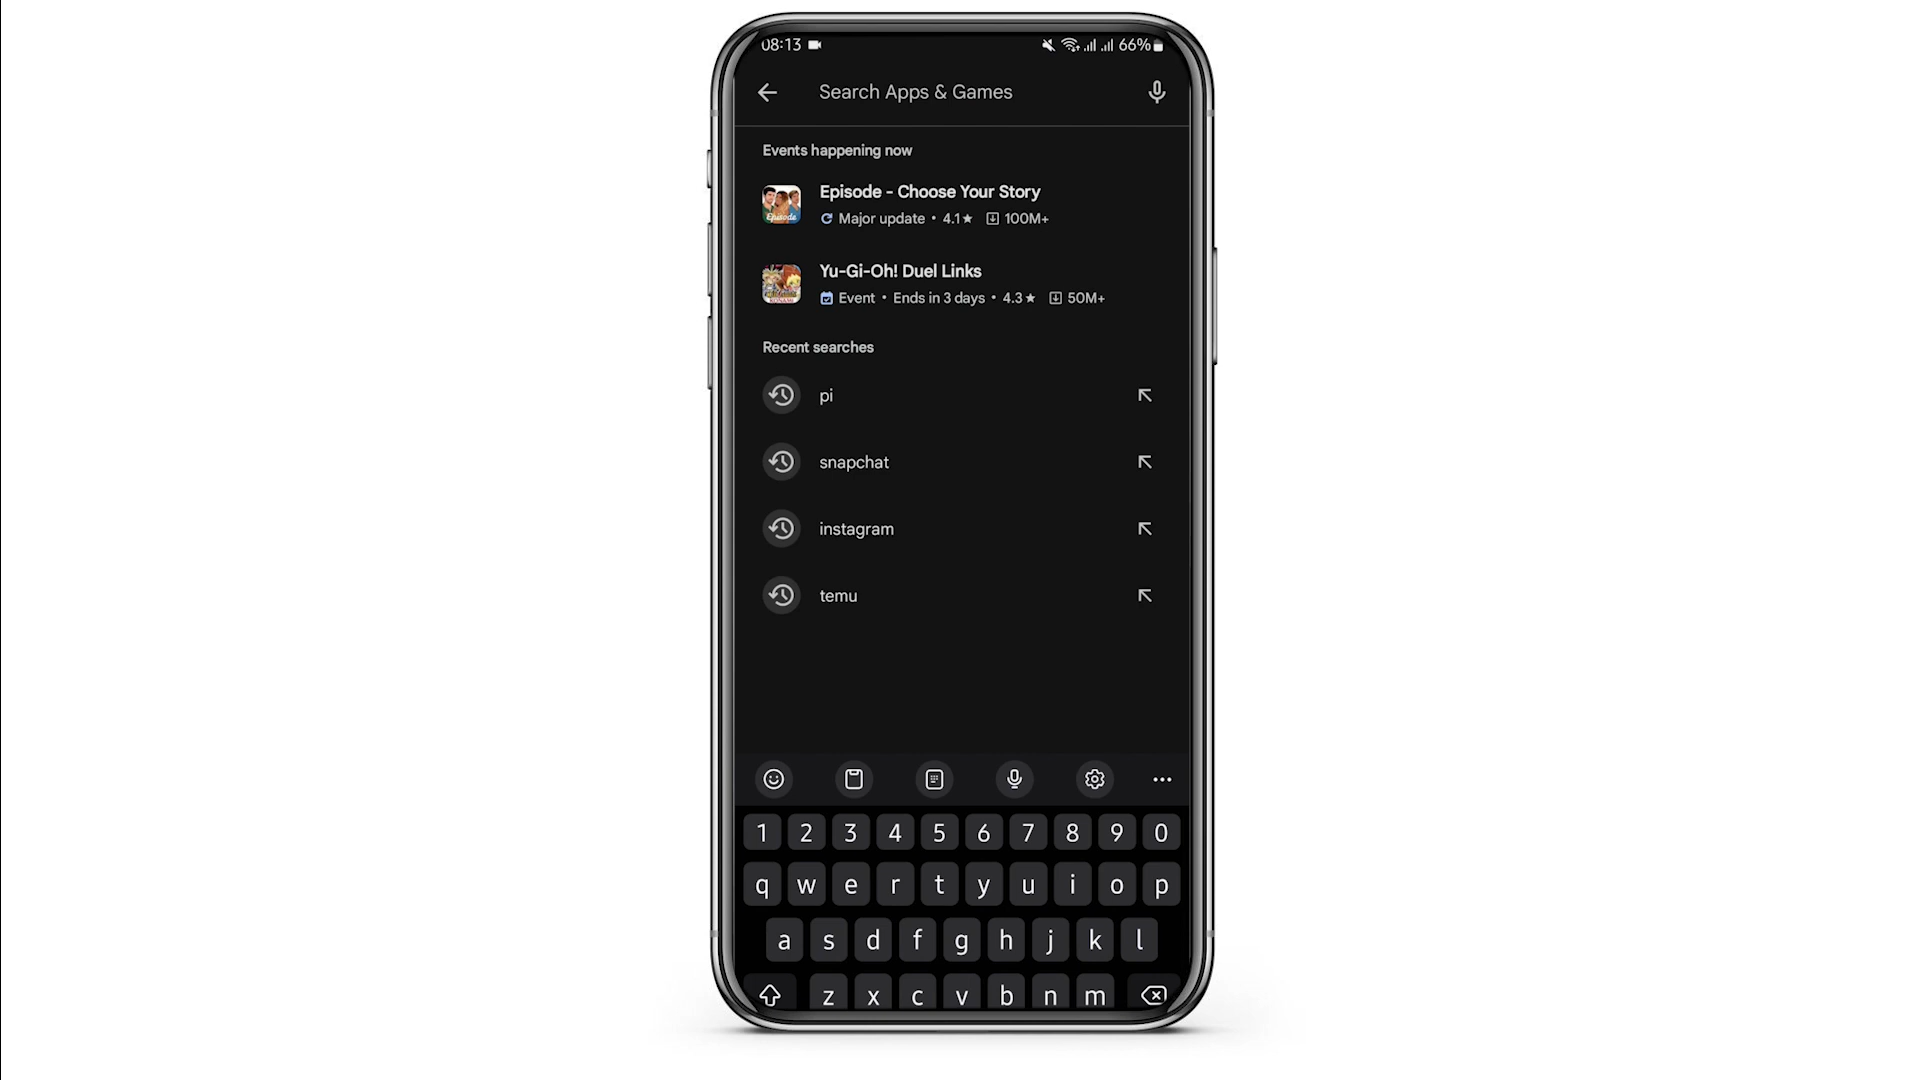 08:13 66%
Search Apps & Games
Events happening now
Episode - Choose Your Story
Episode
Major update • 4.1★ 100M+
Yu-Gi-Oh! Duel Links
KONAMI
Event • Ends in 3 days • 4.3★ 50M+
Recent searches
pi
snapchat
instagram
temu
1 2 3 4 5 6 7 8 9 0
q w e r t y u i o p
a s d f g h j k l
z x c v b n m